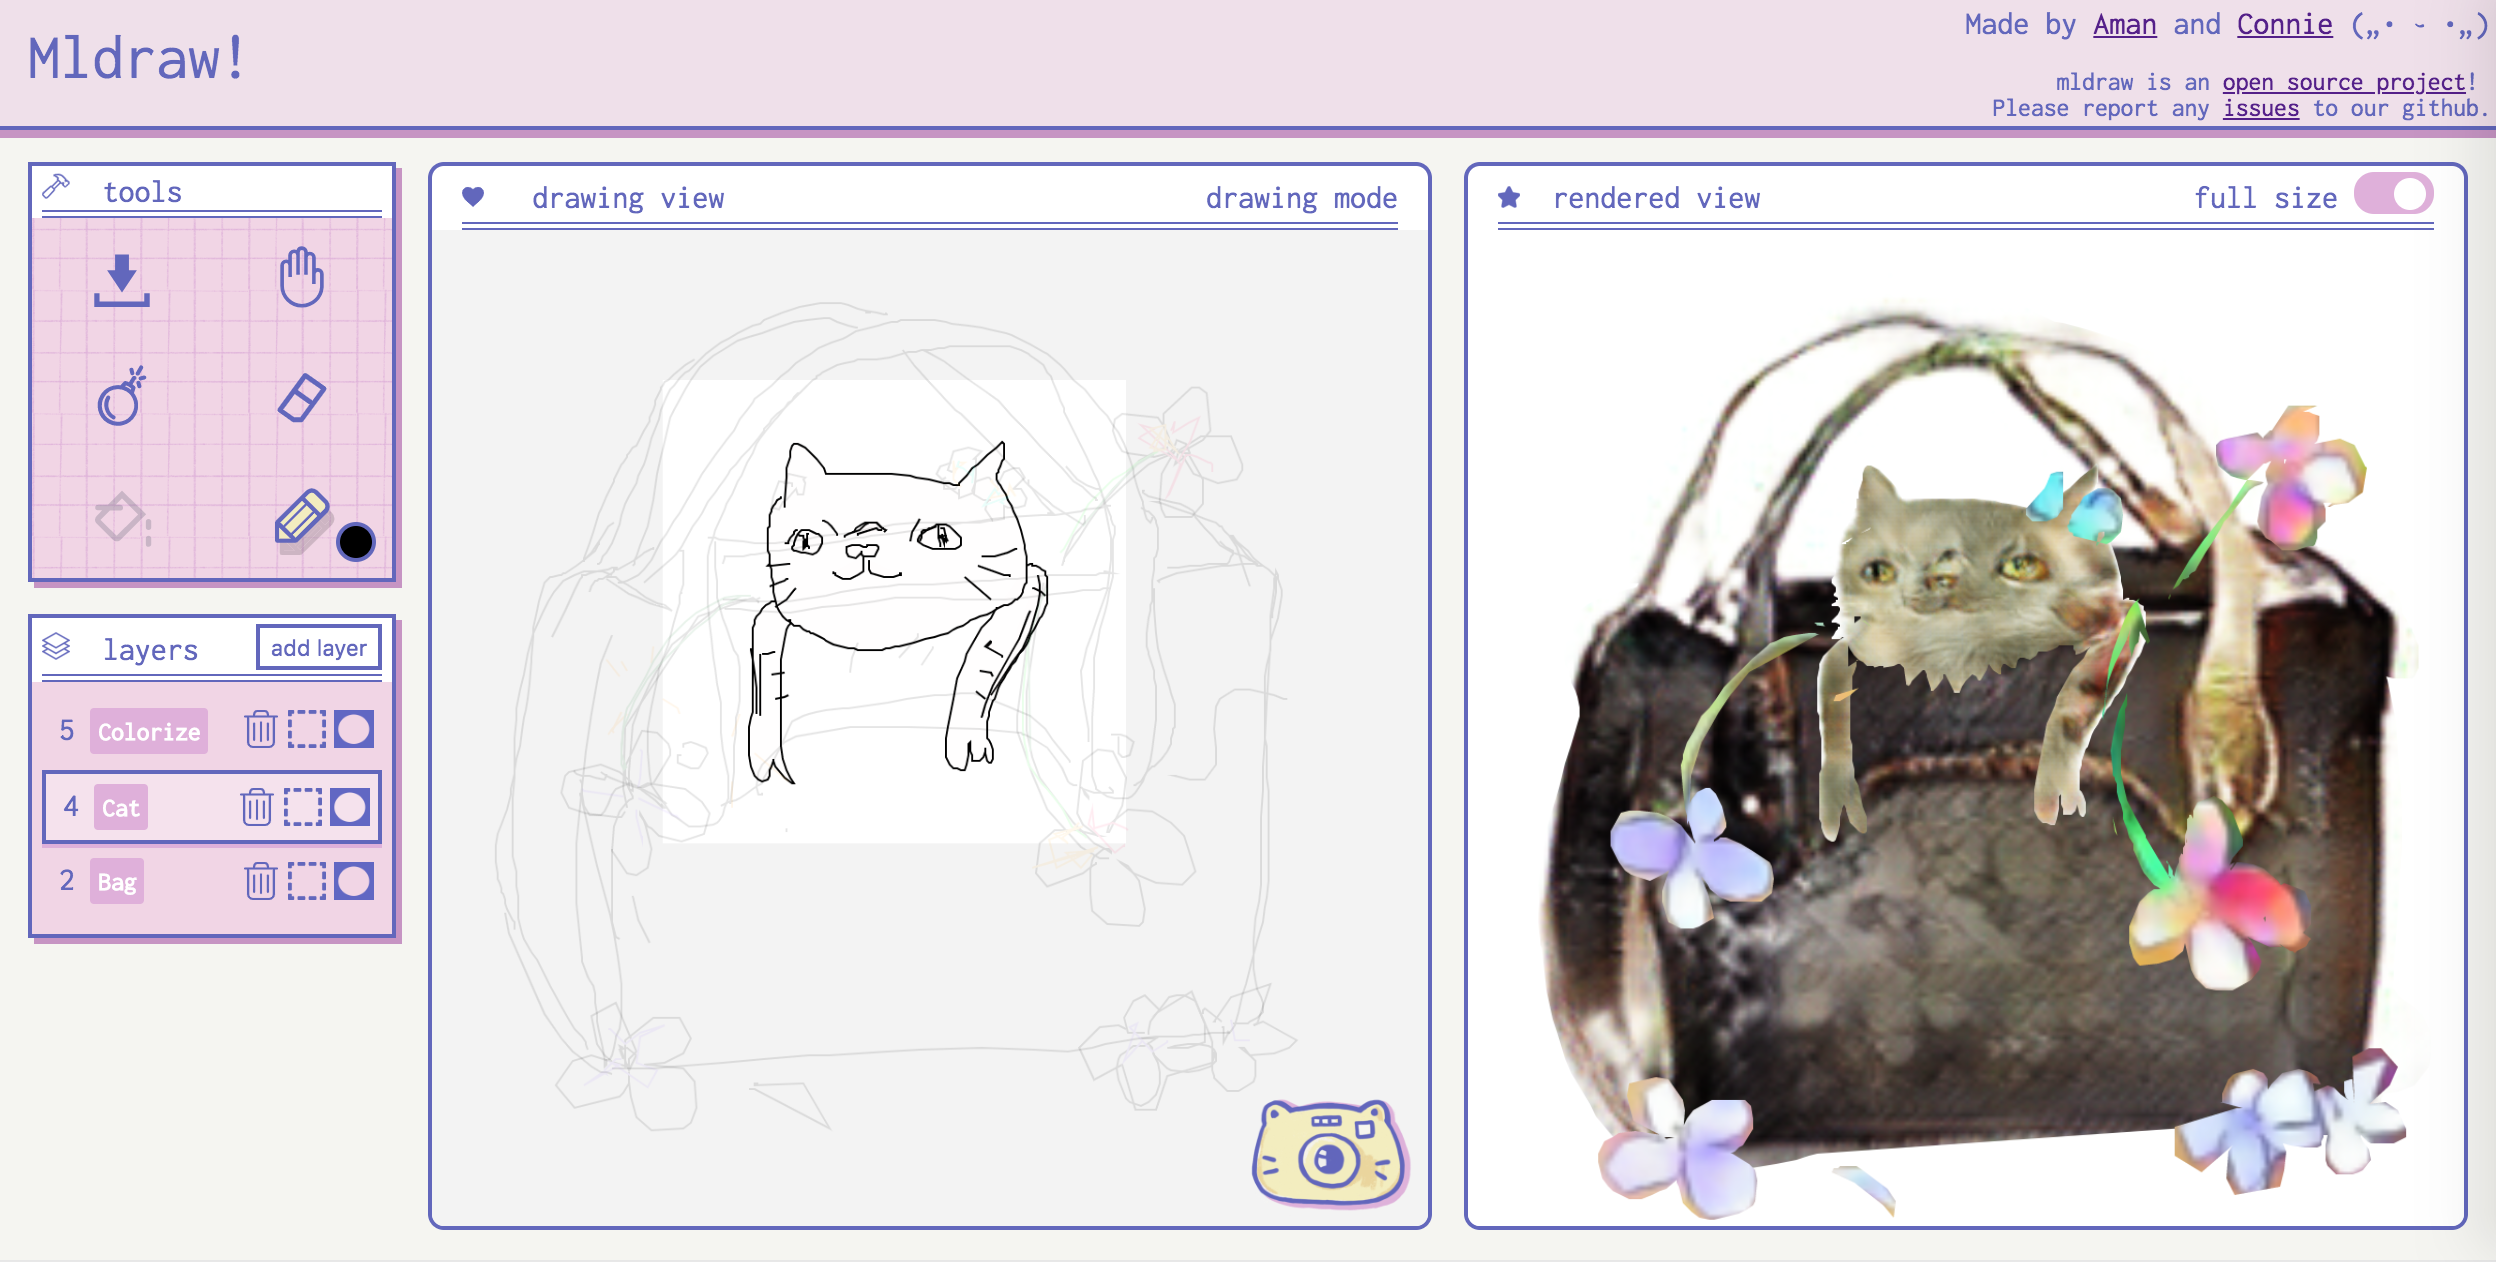 Mldraw!
Made by Aman and Connie („• ᵕ •„)
mldraw is an open source project!
Please report any issues to our github.
tools
layers
add layer
5 Colorize
4 Cat
2 Bag
drawing view
drawing mode
rendered view
full size